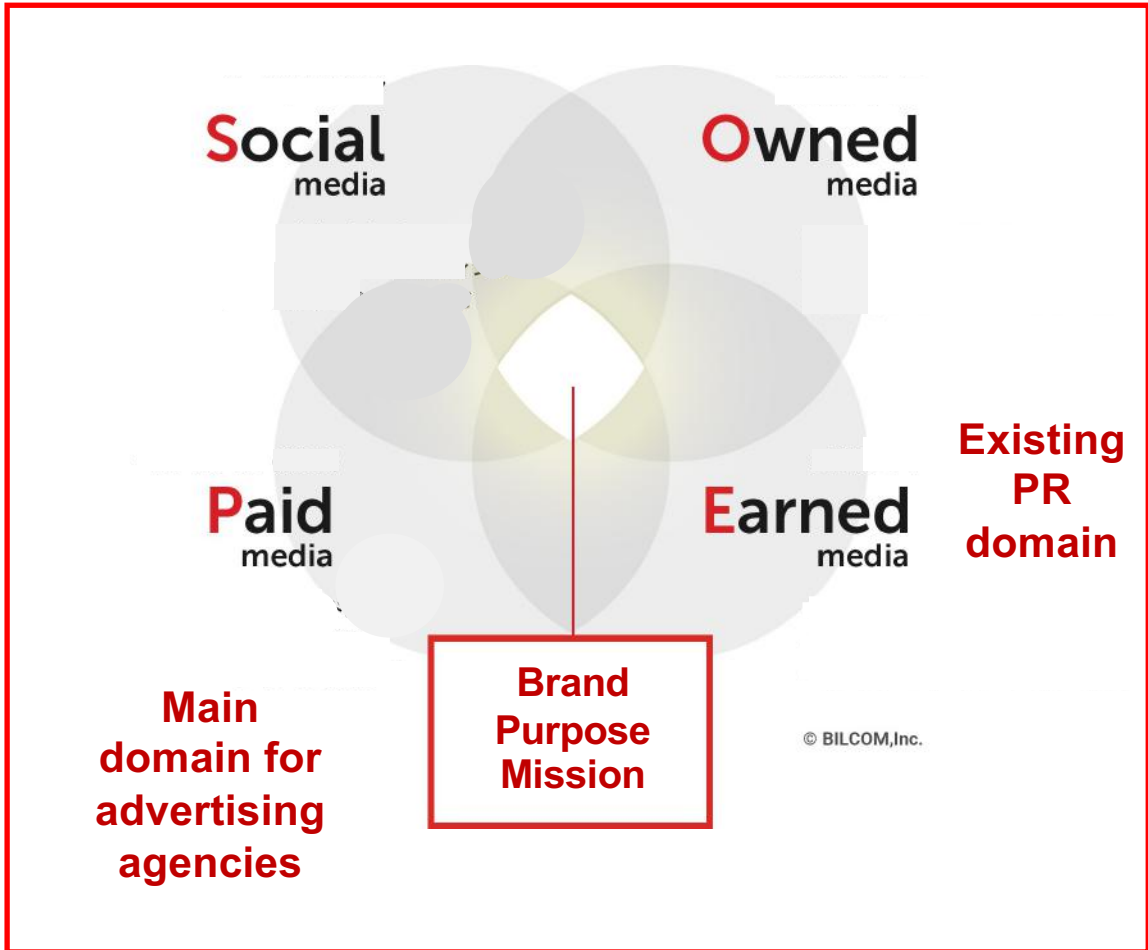 Social
media
Owned
media
Paid
media
Earned
media
Existing
PR
domain
Main
domain for
advertising
agencies
Brand
Purpose
Mission
© BILCOM,Inc.